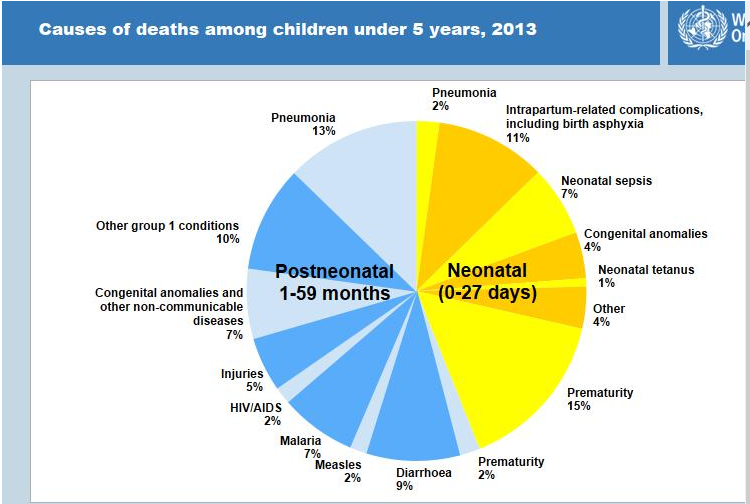 Causes of deaths among children under 5 years, 2013
W
Or
Pneumonia
2%
Intrapartum-related complications,
including birth asphyxia
11%
Neonatal sepsis
7%
Congenital anomalies
4%
Neonatal tetanus
1%
Other
4%
Prematurity
15%
Prematurity
2%
Diarrhoea
9%
Measles
2%
Malaria
7%
HIV/AIDS
2%
Injuries
5%
Congenital anomalies and
other non-communicable
diseases
7%
Other group 1 conditions
10%
Pneumonia
13%
Postneonatal
1-59 months
Neonatal
(0-27 days)